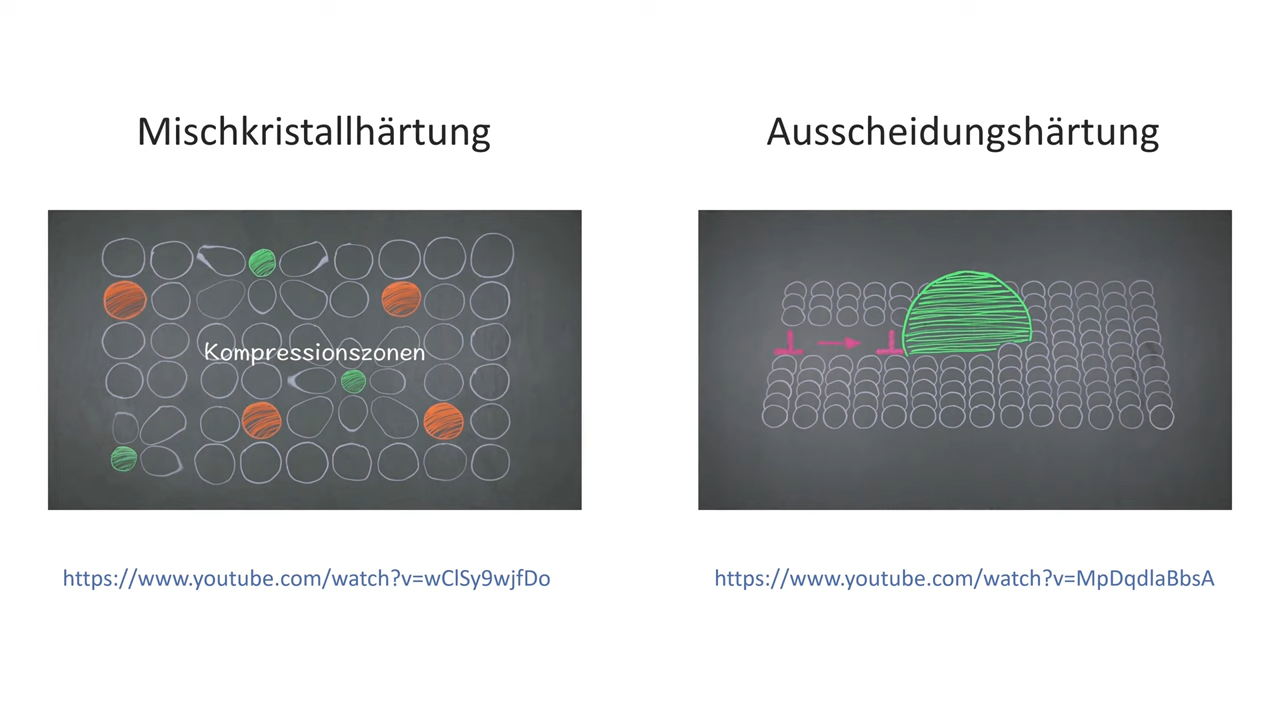 Mischkristallhärtung
Ausscheidungshärtung
Kompressionszonen
https://www.youtube.com/watch?v=wClSy9wjfDo
https://www.youtube.com/watch?v=MpDqdlaBbsA